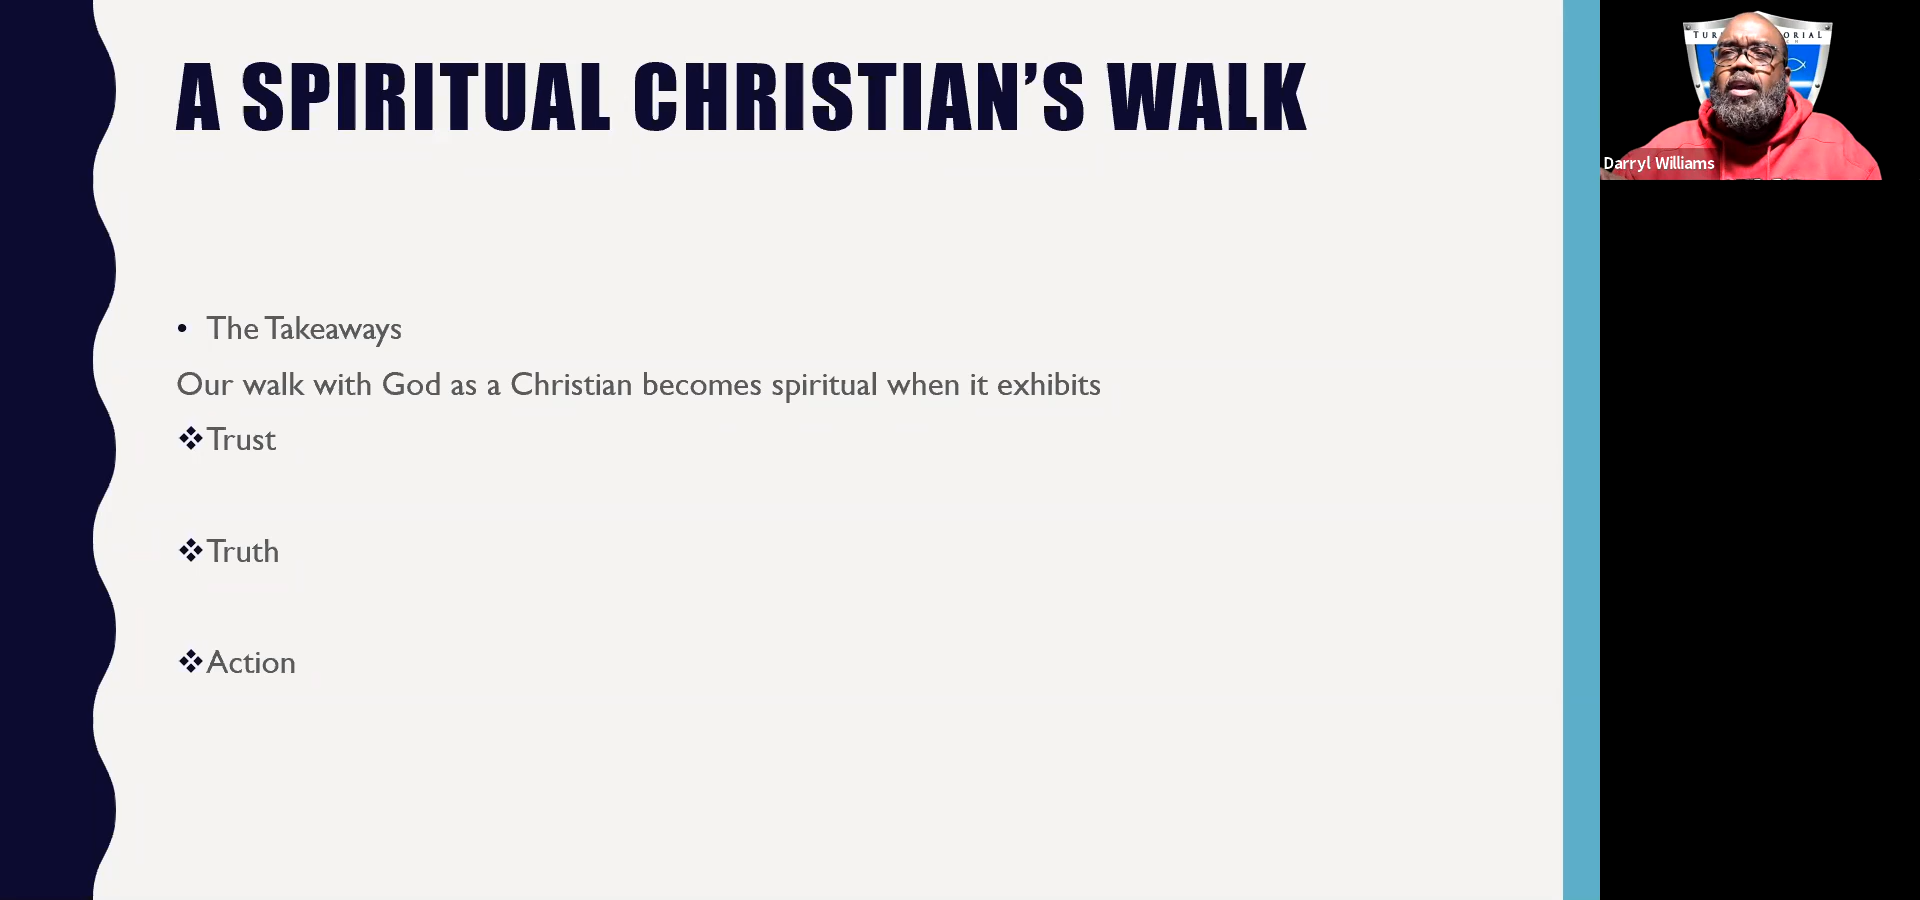 A SPIRITUAL CHRISTIAN’S WALK
• The Takeaways
Our walk with God as a Christian becomes spiritual when it exhibits
❖Trust
❖Truth
❖Action
Darryl Williams